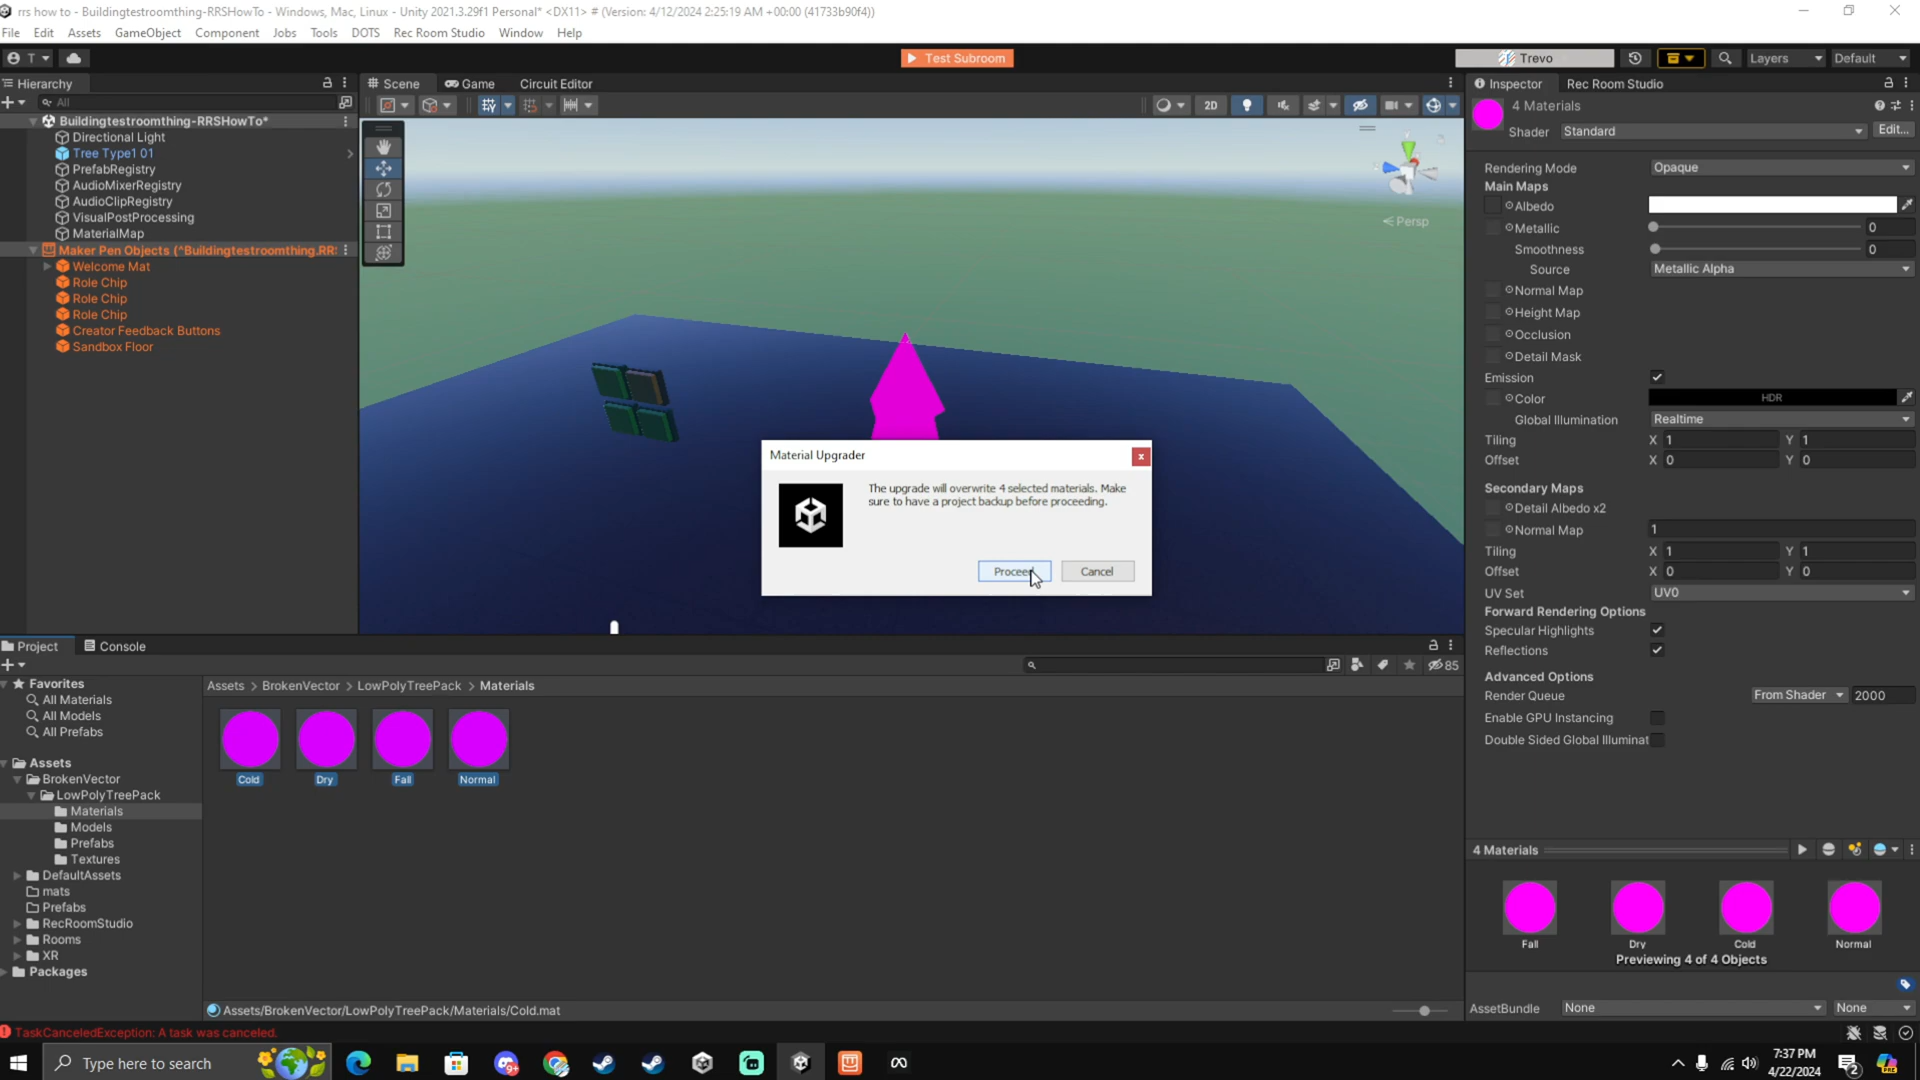 rrs how to - Buildingtestroomthing-RRSHowTo - Windows, Mac, Linux - Unity 2021.3.29f1 Personal* <DX11> # (Version: 4/12/2024 2:25:19 AM +00:00 (41733b90f4))
File Edit Assets GameObject Component Jobs Tools DOTS Rec Room Studio Window Help
T Test Subroom Trevo Layers Default
Hierarchy Scene Game Circuit Editor Inspector Rec Room Studio
All
4 Materials
Shader Standard Edit...
Buildingtestroomthing-RRSHowTo*
Directional Light
Tree Type1 01
PrefabRegistry
AudioMixerRegistry
AudioClipRegistry
VisualPostProcessing
MaterialMap
Maker Pen Objects (^Buildingtestroomthing.RR
Welcome Mat
Role Chip
Role Chip
Role Chip
Creator Feedback Buttons
Sandbox Floor
2D
Y
Persp
Material Upgrader
x
The upgrade will overwrite 4 selected materials. Make
sure to have a project backup before proceeding.
Proceed Cancel
Rendering Mode Opaque
Main Maps
Albedo
Metallic 0
Smoothness 0
Source Metallic Alpha
Normal Map
Height Map
Occlusion
Detail Mask
Emission
Color HDR
Global Illumination Realtime
Tiling X 1 Y 1
Offset X 0 Y 0
Secondary Maps
Detail Albedo x2
Normal Map 1
Tiling X 1 Y 1
Offset X 0 Y 0
UV Set UV0
Forward Rendering Options
Specular Highlights
Reflections
Advanced Options
Render Queue From Shader 2000
Enable GPU Instancing
Double Sided Global Illuminat
4 Materials
Fall Dry Cold Normal
Previewing 4 of 4 Objects
AssetBundle None None
Project Console
85
Favorites
All Materials
All Models
All Prefabs
Assets
BrokenVector
LowPolyTreePack
Materials
Models
Prefabs
Textures
DefaultAssets
mats
Prefabs
RecRoomStudio
Rooms
XR
Packages
Assets > BrokenVector > LowPolyTreePack > Materials
Cold Dry Fall Normal
Assets/BrokenVector/LowPolyTreePack/Materials/Cold.mat
TaskCanceledException: A task was canceled.
Type here to search
9+
7:37 PM
4/22/2024
2
PRE